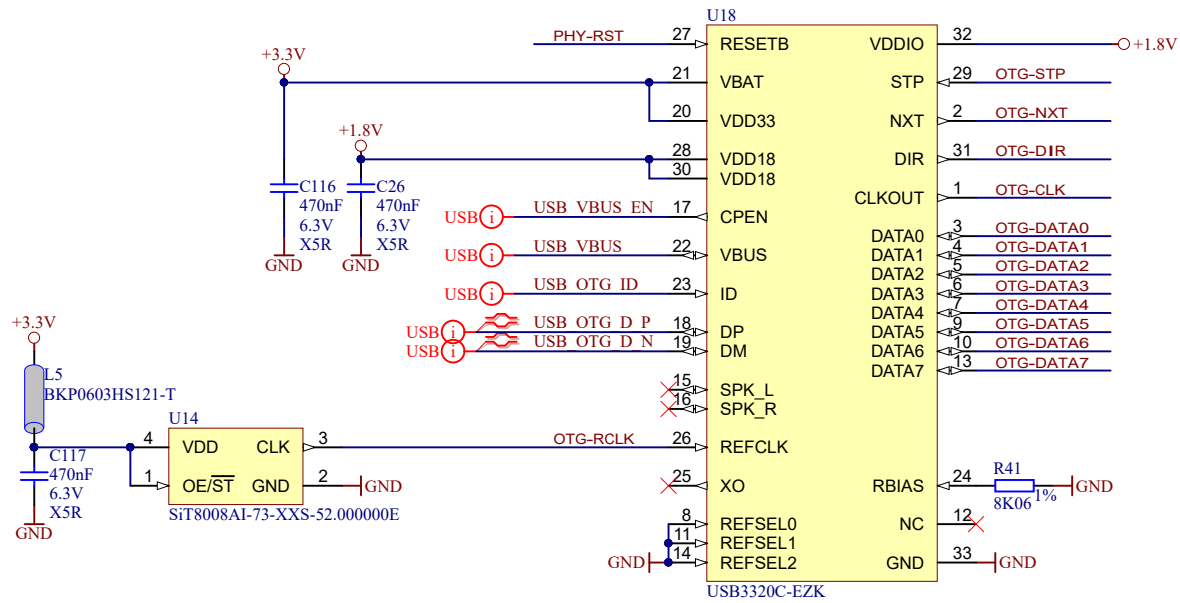 U18
PHY-RST 27 RESETB VDDIO 32 +1.8V
+3.3V
21 VBAT STP 29 OTG-STP
20 VDD33 NXT 2 OTG-NXT
+1.8V
28 VDD18 DIR 31 OTG-DIR
30 VDD18
C116
470nF
6.3V
X5R
GND
C26
470nF
6.3V
X5R
GND
CLKOUT 1 OTG-CLK
USB i USB_VBUS_EN 17 CPEN
DATA0 3 OTG-DATA0
DATA1 4 OTG-DATA1
USB i USB_VBUS 22 VBUS
DATA2 5 OTG-DATA2
USB i USB_OTG_ID 23 ID
DATA3 6 OTG-DATA3
DATA4 7 OTG-DATA4
USB i USB_OTG_D_P 18 DP
DATA5 9 OTG-DATA5
USB i USB_OTG_D_N 19 DM
DATA6 10 OTG-DATA6
DATA7 13 OTG-DATA7
15 SPK_L
16 SPK_R
+3.3V
L5
BKP0603HS121-T
U14
4 VDD CLK 3 OTG-RCLK 26 REFCLK
C117
470nF
6.3V
X5R
GND
1 OE/ST GND 2 GND
SiT8008AI-73-XXS-52.000000E
25 XO
RBIAS 24 R41 GND
8K06 1%
8 REFSEL0
NC 12
11 REFSEL1
GND 14 REFSEL2
GND 33 GND
USB3320C-EZK